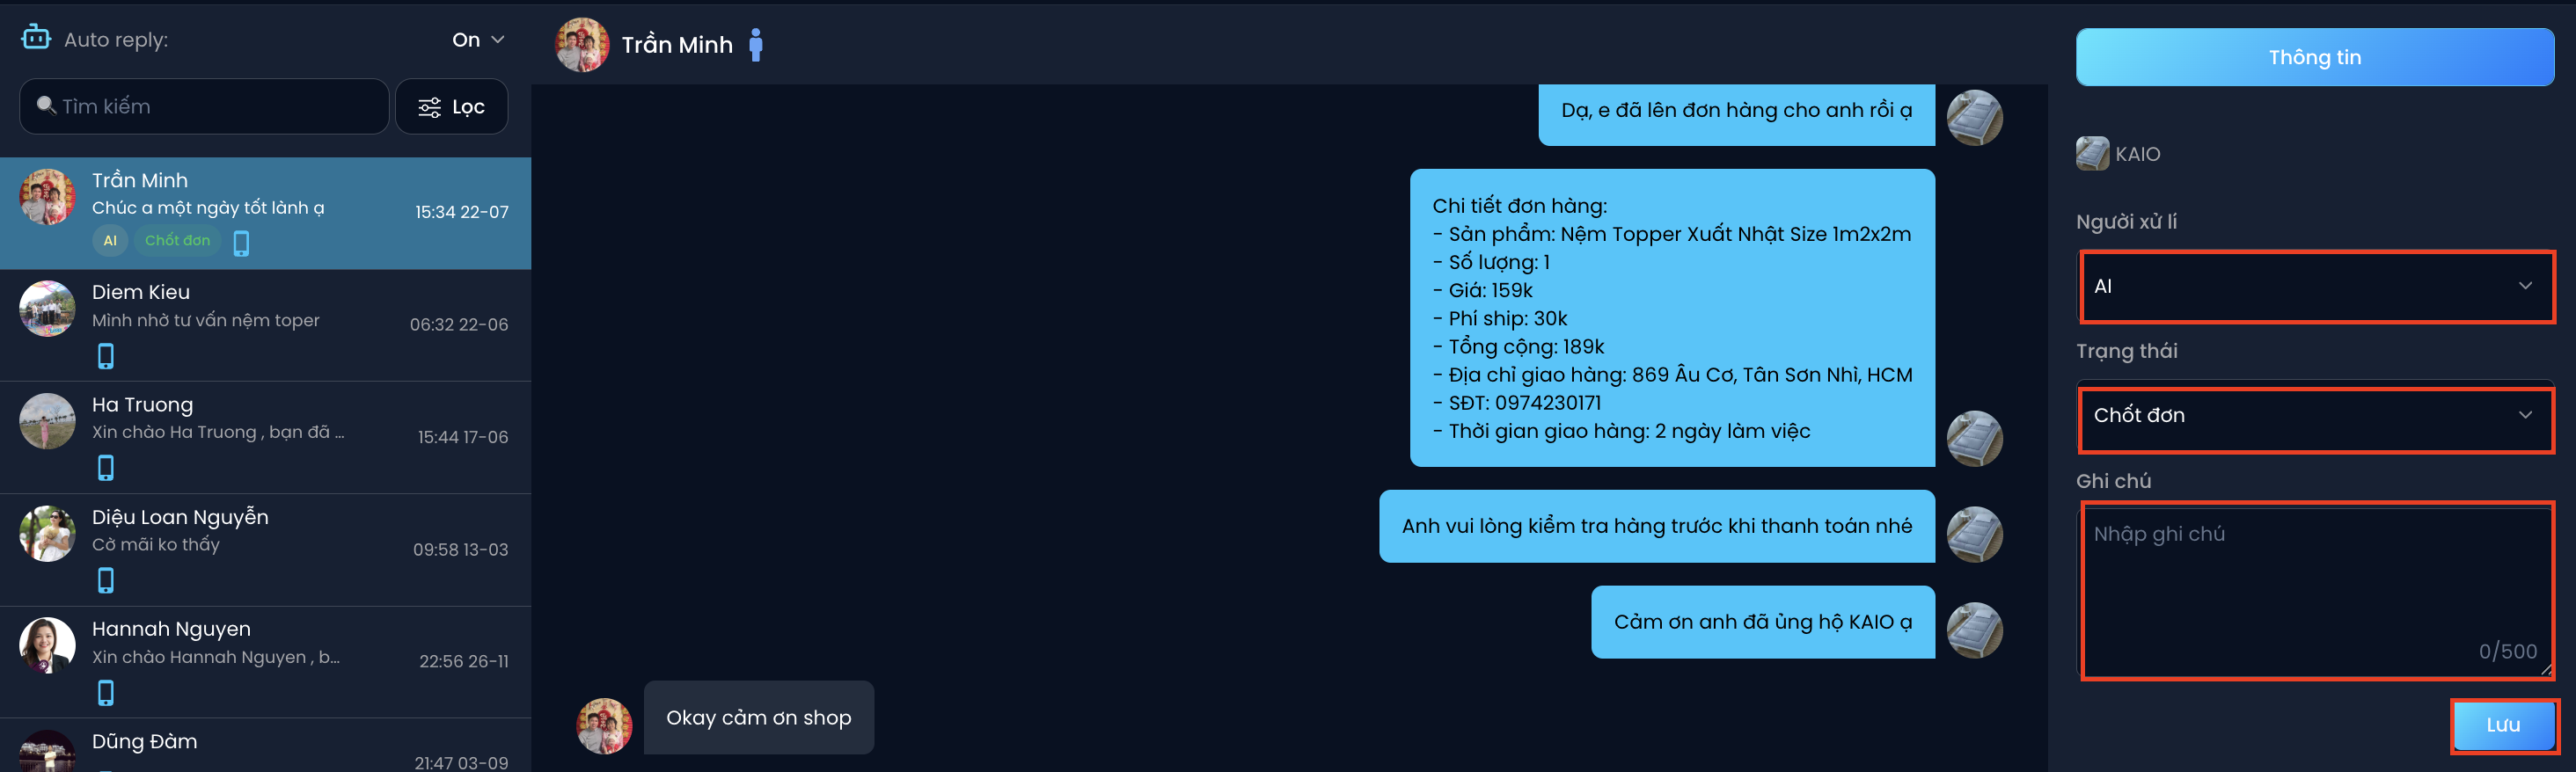 Auto reply:
On
Tìm kiếm
Lọc
Trần Minh
Chúc a một ngày tốt lành ạ
15:34 22-07
AI
Chốt đơn
Diem Kieu
Mình nhờ tư vấn nệm toper
06:32 22-06
Ha Truong
Xin chào Ha Truong , bạn đã ...
15:44 17-06
Diệu Loan Nguyễn
Cờ mãi ko thấy
09:58 13-03
Hannah Nguyen
Xin chào Hannah Nguyen , b...
22:56 26-11
Dũng Đàm
21:47 03-09
Trần Minh
Dạ, e đã lên đơn hàng cho anh rồi ạ
Chi tiết đơn hàng:
- Sản phẩm: Nệm Topper Xuất Nhật Size 1m2x2m
- Số lượng: 1
- Giá: 159k
- Phí ship: 30k
- Tổng cộng: 189k
- Địa chỉ giao hàng: 869 Âu Cơ, Tân Sơn Nhì, HCM
- SĐT: 0974230171
- Thời gian giao hàng: 2 ngày làm việc
Anh vui lòng kiểm tra hàng trước khi thanh toán nhé
Cảm ơn anh đã ủng hộ KAIO ạ
Okay cảm ơn shop
Thông tin
KAIO
Người xử lí
AI
Trạng thái
Chốt đơn
Ghi chú
Nhập ghi chú
0/500
Lưu